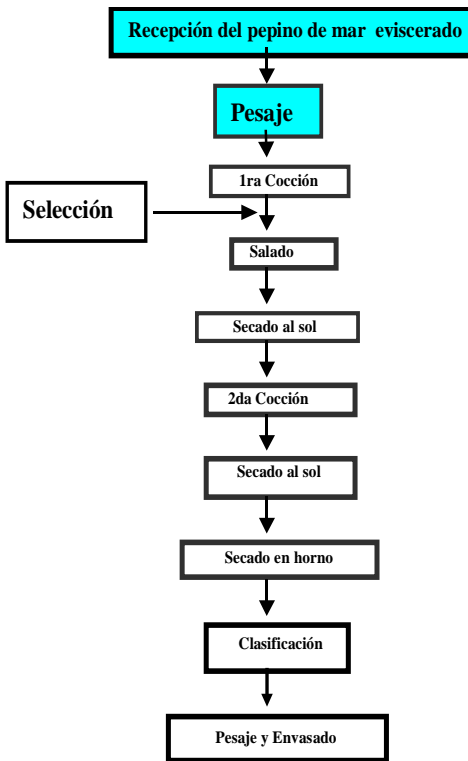 Recepción del pepino de mar eviscerado
Pesaje
1ra Cocción
Selección
Salado
Secado al sol
2da Cocción
Secado al sol
Secado en horno
Clasificación
Pesaje y Envasado